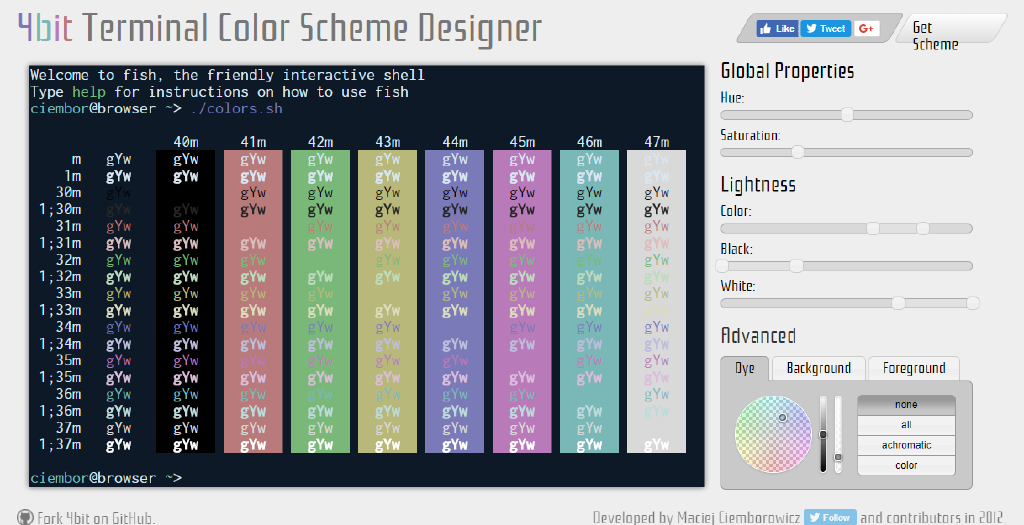 4bit Terminal Color Scheme Designer
Like Tweet G+
Get Scheme
Welcome to fish, the friendly interactive shell
Type help for instructions on how to use fish
ciembor@browser ~> ./colors.sh
40m 41m 42m 43m 44m 45m 46m 47m
m gYw gYw gYw gYw gYw gYw gYw gYw gYw
1m gYw gYw gYw gYw gYw gYw gYw gYw gYw
30m gYw gYw gYw gYw gYw gYw gYw
1;30m gYw gYw gYw gYw gYw gYw gYw gYw gYw
31m gYw gYw gYw gYw gYw gYw gYw gYw
1;31m gYw gYw gYw gYw gYw gYw gYw gYw gYw
32m gYw gYw gYw gYw gYw gYw gYw gYw
1;32m gYw gYw gYw gYw gYw gYw gYw gYw gYw
33m gYw gYw gYw gYw gYw gYw gYw gYw
1;33m gYw gYw gYw gYw gYw gYw gYw gYw gYw
34m gYw gYw gYw gYw gYw gYw gYw gYw
1;34m gYw gYw gYw gYw gYw gYw gYw gYw gYw
35m gYw gYw gYw gYw gYw gYw gYw gYw
1;35m gYw gYw gYw gYw gYw gYw gYw gYw gYw
36m gYw gYw gYw gYw gYw gYw gYw gYw
1;36m gYw gYw gYw gYw gYw gYw gYw gYw gYw
37m gYw gYw gYw gYw gYw gYw gYw gYw
1;37m gYw gYw gYw gYw gYw gYw gYw gYw gYw
ciembor@browser ~>
Global Properties
Hue:
Saturation:
Lightness
Color:
Black:
White:
Advanced
Dye Background Foreground
none
all
achromatic
color
Fork 4bit on GitHub.
Developed by Maciej Ciemborowicz Follow and contributors in 2012.